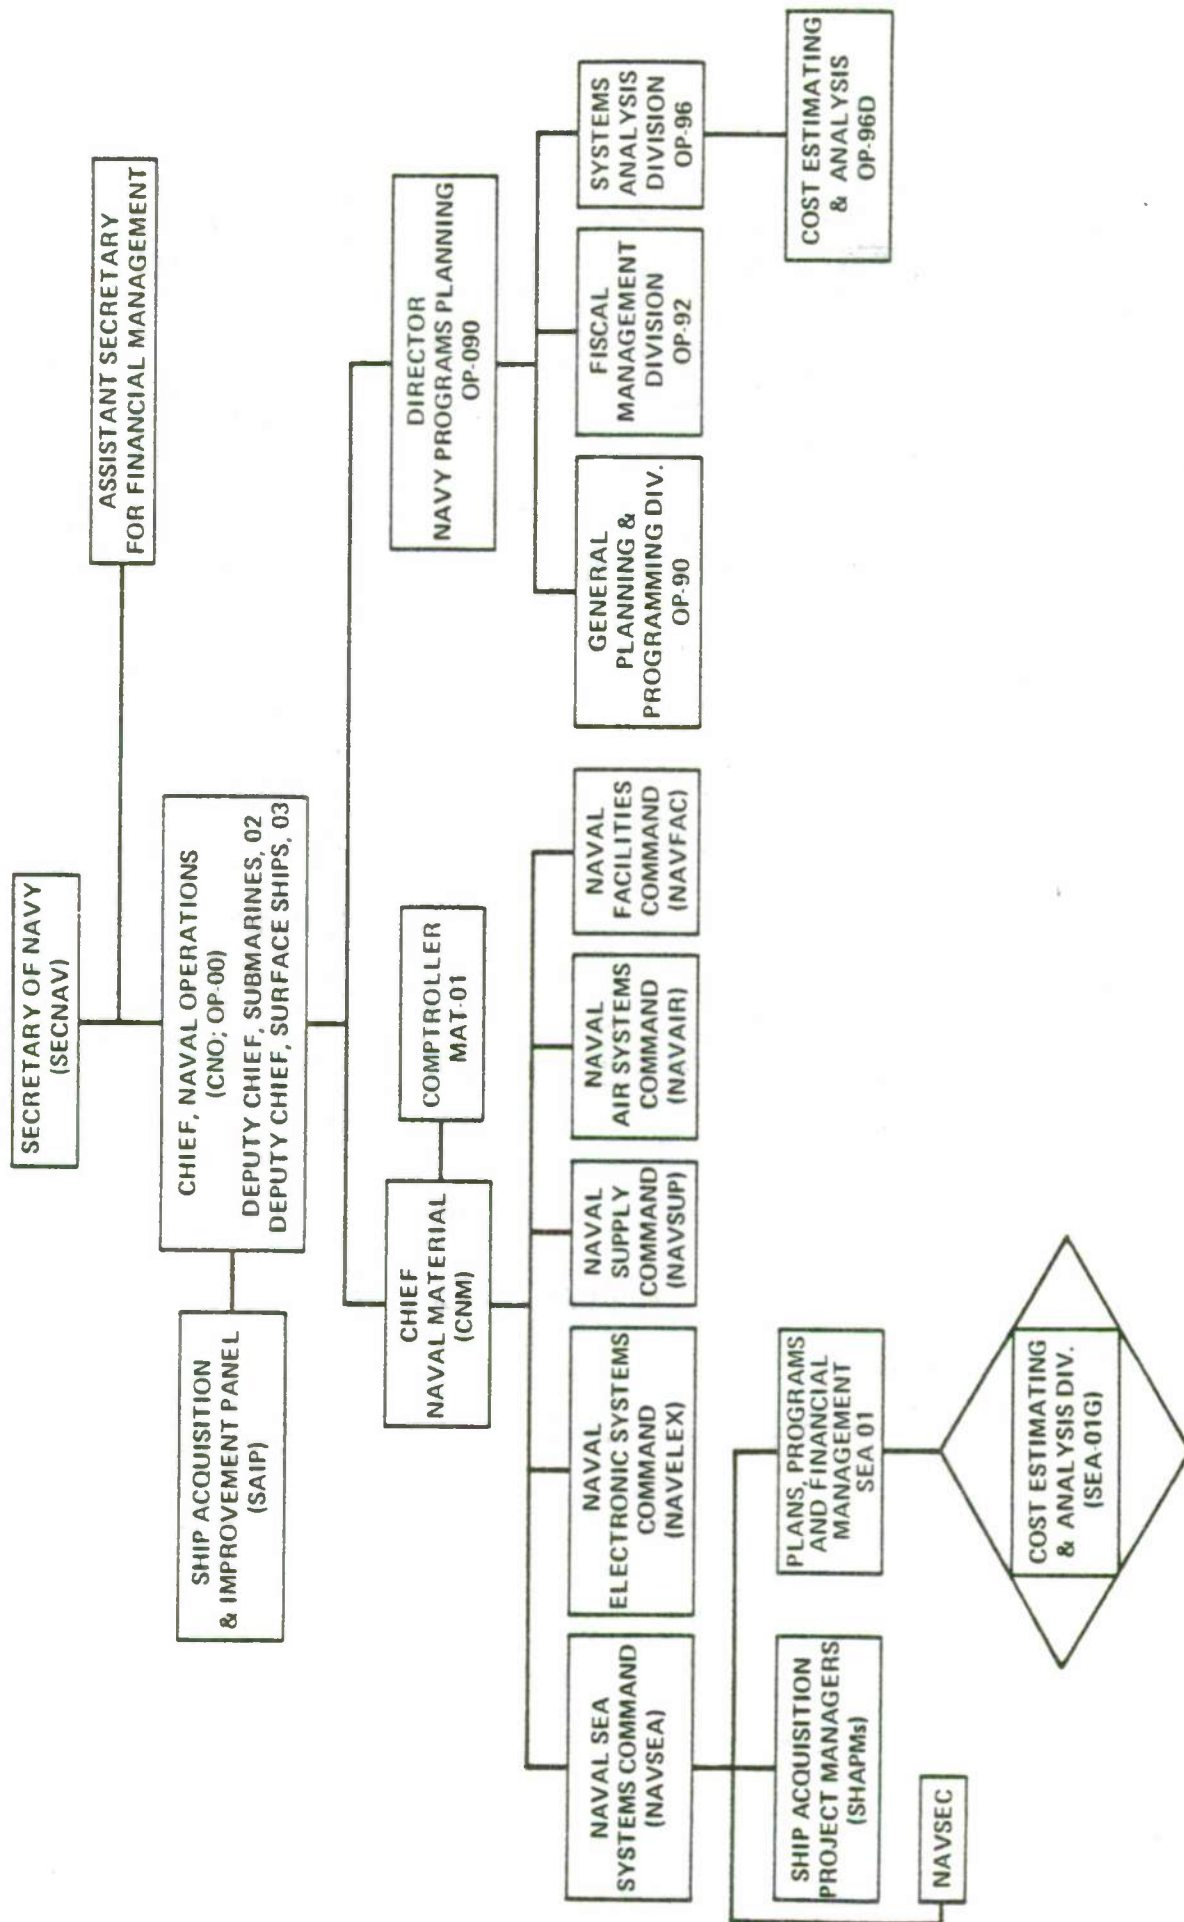 SECRETARY OF NAVY
(SECNAV)
ASSISTANT SECRETARY
FOR FINANCIAL MANAGEMENT
CHIEF, NAVAL OPERATIONS
(CNO; OP-00)
DEPUTY CHIEF, SUBMARINES, 02
DEPUTY CHIEF, SURFACE SHIPS, 03
SHIP ACQUISITION
& IMPROVEMENT PANEL
(SAIP)
CHIEF
NAVAL MATERIAL
(CNM)
COMPTROLLER
MAT-01
DIRECTOR
NAVY PROGRAMS PLANNING
OP-090
NAVAL SEA
SYSTEMS COMMAND
(NAVSEA)
NAVAL
ELECTRONIC SYSTEMS
COMMAND
(NAVELEX)
NAVAL
SUPPLY
COMMAND
(NAVSUP)
NAVAL
AIR SYSTEMS
COMMAND
(NAVAIR)
NAVAL
FACILITIES
COMMAND
(NAVFAC)
GENERAL
PLANNING &
PROGRAMMING DIV.
OP-90
FISCAL
MANAGEMENT
DIVISION
OP-92
SYSTEMS
ANALYSIS
DIVISION
OP-96
SHIP ACQUISITION
PROJECT MANAGERS
(SHAPMs)
PLANS, PROGRAMS
AND FINANCIAL
MANAGEMENT
SEA 01
COST ESTIMATING
& ANALYSIS
OP-96D
NAVSEC
COST ESTIMATING
& ANALYSIS DIV.
(SEA-01G)